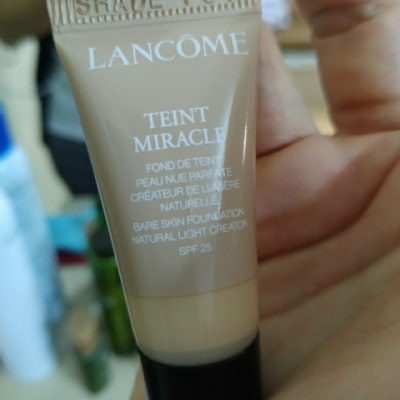 SHADE
LANCÔME
TEINT
MIRACLE
FOND DE TEINT
PEAU NUE PARFAITE
CRÉATEUR DE LUMIÈRE
NATURELLE
BARE SKIN FOUNDATION
NATURAL LIGHT CREATOR
SPF 25